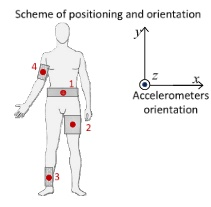 Scheme of positioning and orientation
y
4
z
x
1
Accelerometers
orientation
2
3